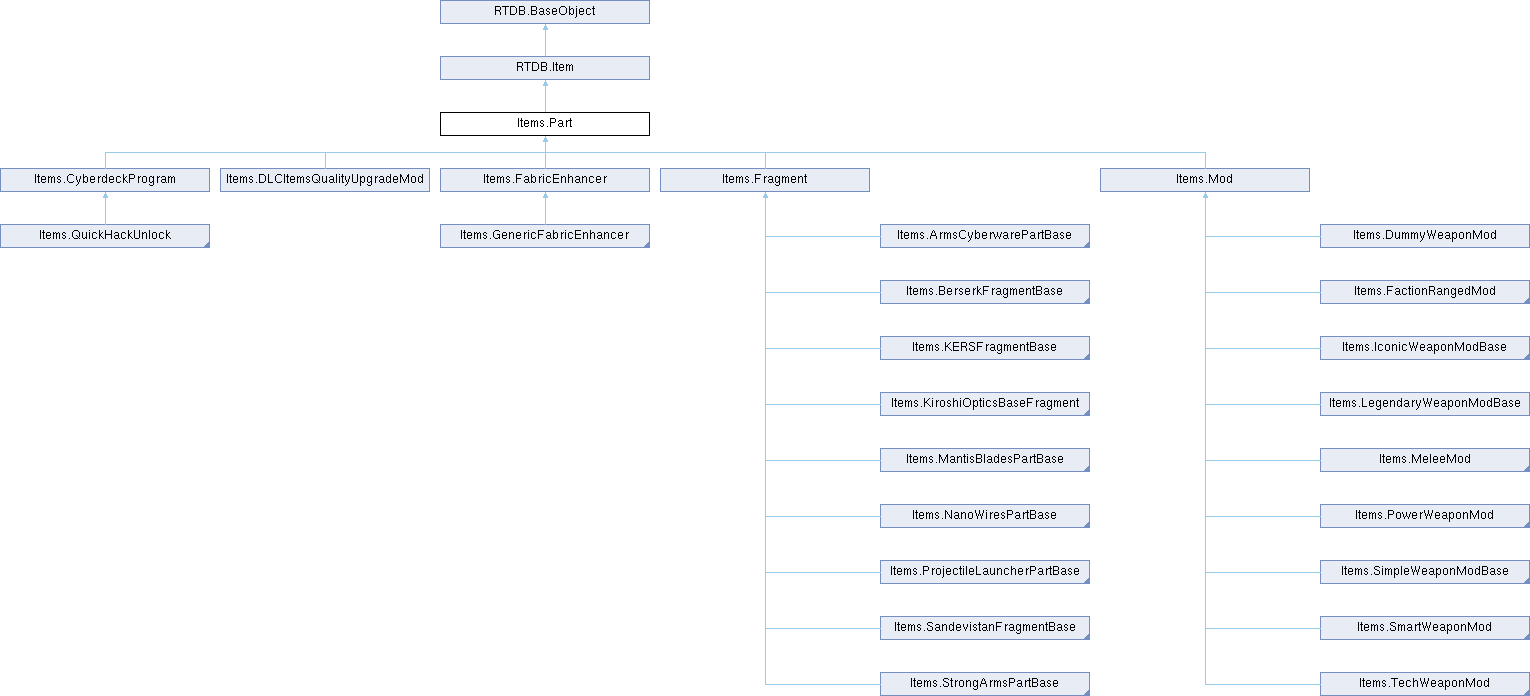 RTDB.BaseObject
RTDB.Item
Items.Part
Items.CyberdeckProgram
Items.DLCItemsQualityUpgradeMod
Items.FabricEnhancer
Items.Fragment
Items.Mod
Items.QuickHackUnlock
Items.GenericFabricEnhancer
Items.ArmsCyberwarePartBase
Items.DummyWeaponMod
Items.BerserkFragmentBase
Items.FactionRangedMod
Items.KERSFragmentBase
Items.IconicWeaponModBase
Items.KiroshiOpticsBaseFragment
Items.LegendaryWeaponModBase
Items.MantisBladesPartBase
Items.MeleeMod
Items.NanoWiresPartBase
Items.PowerWeaponMod
Items.ProjectileLauncherPartBase
Items.SimpleWeaponModBase
Items.SandevistanFragmentBase
Items.SmartWeaponMod
Items.StrongArmsPartBase
Items.TechWeaponMod